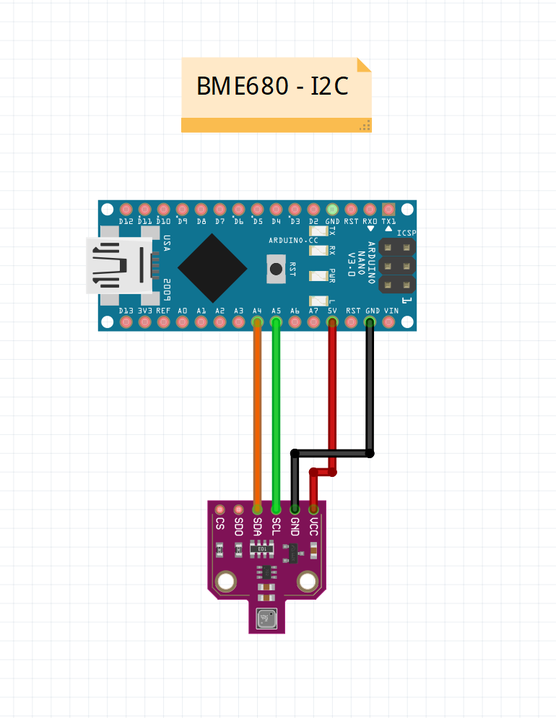 BME680 - I2C
D12 D11 D10 D9 D8 D7 D6 D5 D4 D3 D2 GND RST RX0 TX1
USA
2009
ARDUINO.CC
RST
TX
RX
PWR
L
ARDUINO
NANO
V3.0
ICSP
1
D13 3V3 REF A0 A1 A2 A3 A4 A5 A6 A7 5V RST GND VIN
CS SDO SDA SCL GND VCC